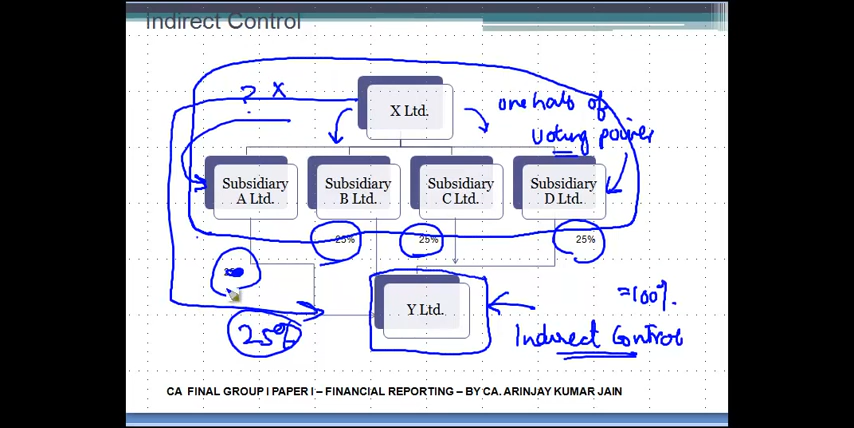 Indirect Control
? X
X Ltd.
one half of
voting power
Subsidiary
A Ltd.
Subsidiary
B Ltd.
Subsidiary
C Ltd.
Subsidiary
D Ltd.
25%
25%
25%
Y Ltd.
=100%.
25%
Indirect Control
CA FINAL GROUP I PAPER I – FINANCIAL REPORTING – BY CA. ARINJAY KUMAR JAIN